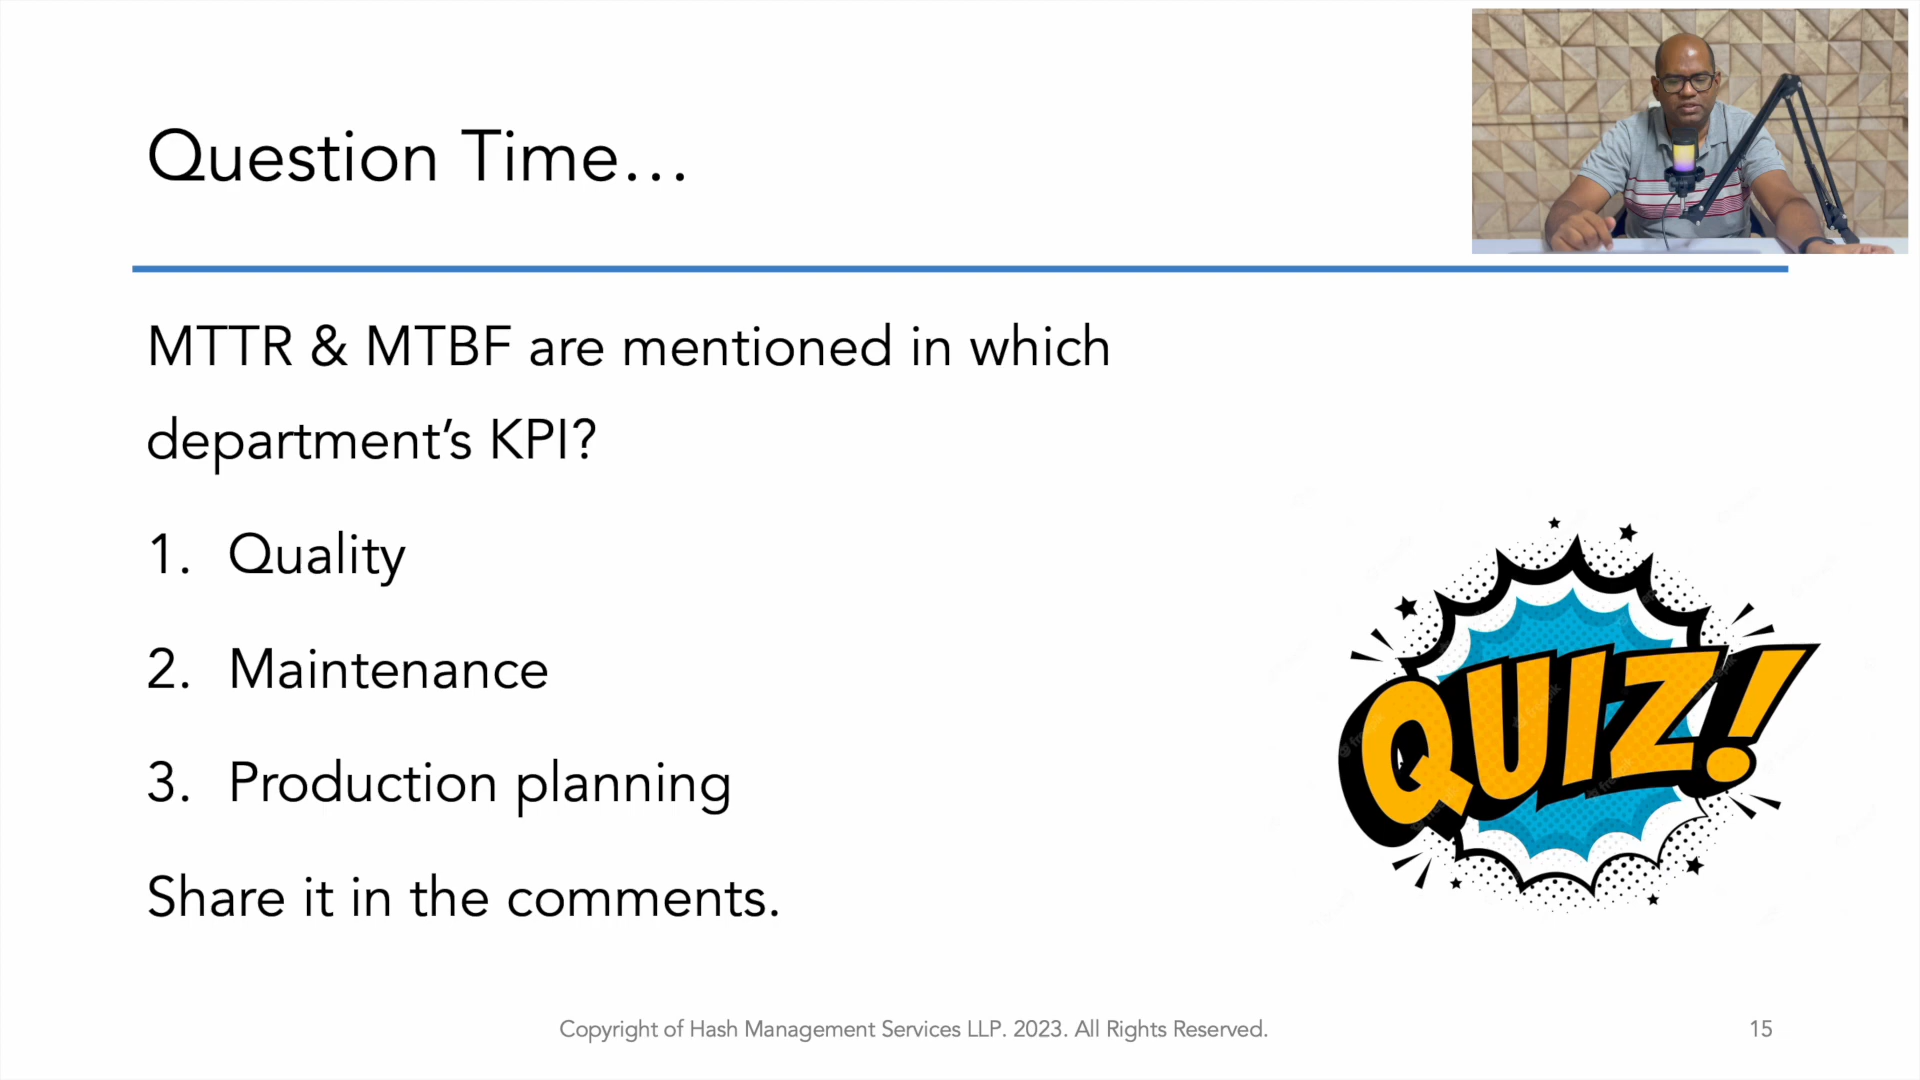 Question Time…
MTTR & MTBF are mentioned in which
department’s KPI?
1. Quality
2. Maintenance
3. Production planning
Share it in the comments.
QUIZ!
Copyright of Hash Management Services LLP. 2023. All Rights Reserved.
15